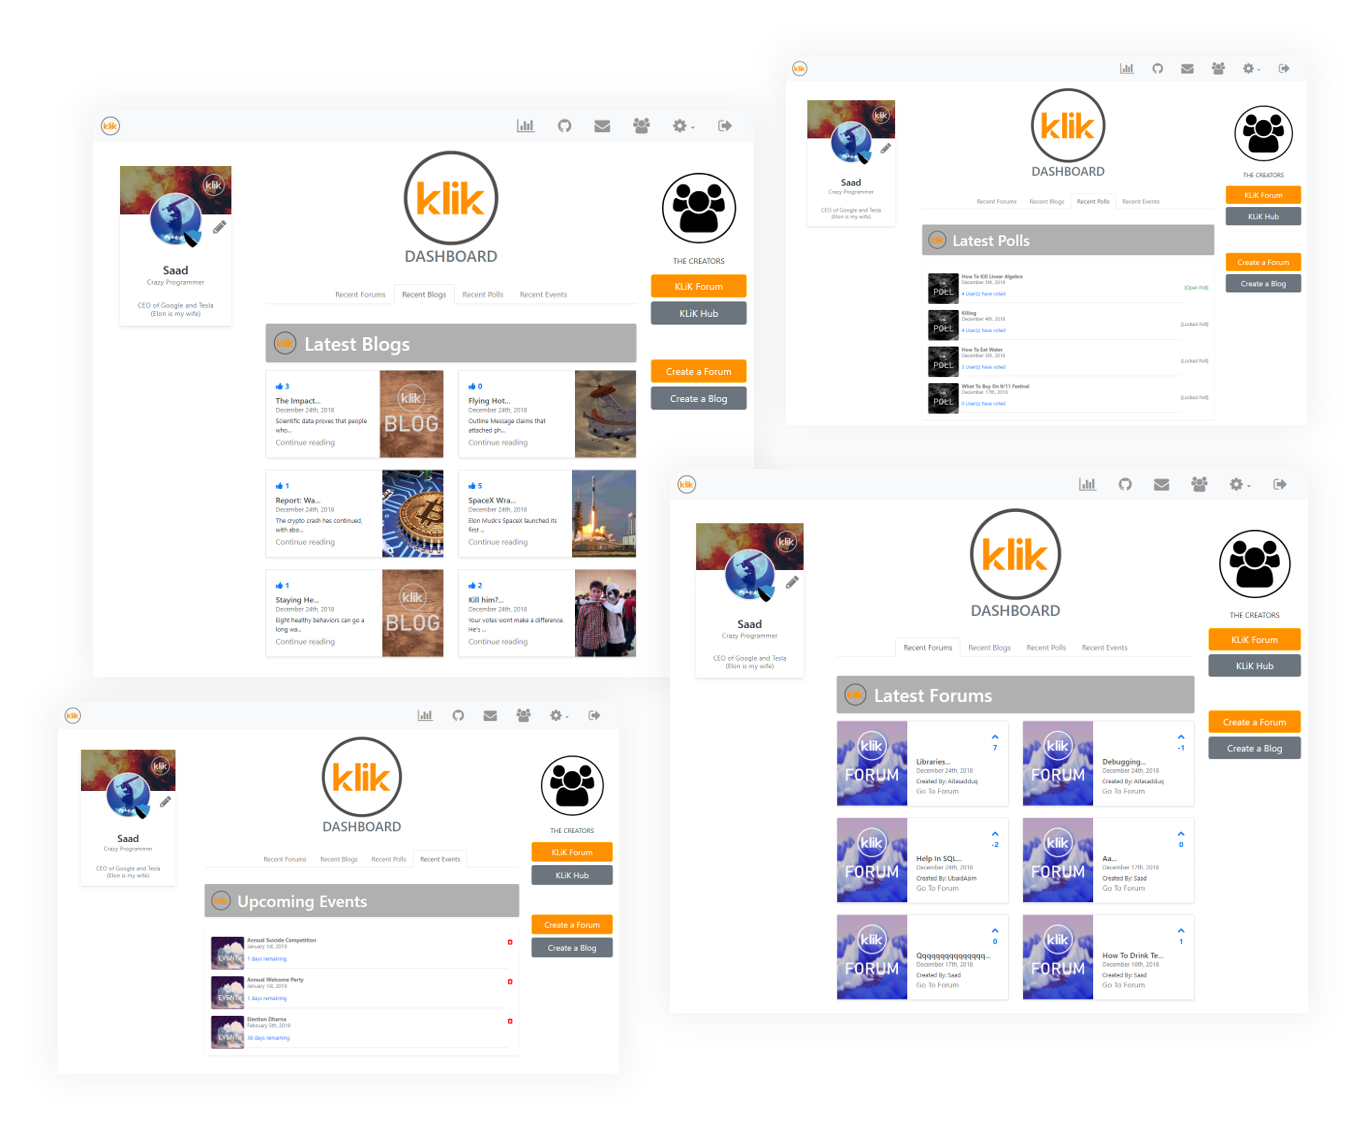 klik
klik
Saad
Crazy Programmer
CEO of Google and Tesla
(Elon is my wife)
klik
DASHBOARD
Recent Forums
Recent Blogs
Recent Polls
Recent Events
THE CREATORS
KLiK Forum
KLiK Hub
Create a Forum
Create a Blog
klik Latest Blogs
3
The Impact...
December 24th, 2018
Scientific data proves that people
who...
Continue reading
klik
BLOG
0
Flying Hot...
December 24th, 2018
Outline Message claims that
attached ph...
Continue reading
1
Report: Wa...
December 24th, 2018
The crypto crash has continued,
with abo...
Continue reading
5
SpaceX Wra...
December 24th, 2018
Elon Musk's SpaceX launched its
first ...
Continue reading
1
Staying He...
December 24th, 2018
Eight healthy behaviors can go a
long wa...
Continue reading
klik
BLOG
2
Kill him?...
December 24th, 2018
Your votes wont make a difference.
He's ...
Continue reading
klik
klik
Saad
Crazy Programmer
CEO of Google and Tesla
(Elon is my wife)
klik
DASHBOARD
Recent Forums
Recent Blogs
Recent Polls
Recent Events
THE CREATORS
KLiK Forum
KLiK Hub
Create a Forum
Create a Blog
klik Latest Polls
POLL
How To Kill Linear Algebra
December 5th, 2018
4 User(s) have voted
[Open Poll]
POLL
Killing
December 4th, 2018
4 User(s) have voted
[Locked Poll]
POLL
How To Eat Water
December 5th, 2018
3 User(s) have voted
[Locked Poll]
POLL
What To Buy On 9/11 Festival
December 17th, 2018
0 User(s) have voted
[Locked Poll]
klik
klik
Saad
Crazy Programmer
CEO of Google and Tesla
(Elon is my wife)
klik
DASHBOARD
Recent Forums
Recent Blogs
Recent Polls
Recent Events
THE CREATORS
KLiK Forum
KLiK Hub
Create a Forum
Create a Blog
klik Upcoming Events
EVENT
Annual Suicide Competition
January 1st, 2019
1 days remaining
EVENT
Annual Welcome Party
January 1st, 2019
1 days remaining
EVENT
Election Dharna
February 5th, 2019
36 days remaining
klik
klik
Saad
Crazy Programmer
CEO of Google and Tesla
(Elon is my wife)
klik
DASHBOARD
Recent Forums
Recent Blogs
Recent Polls
Recent Events
THE CREATORS
KLiK Forum
KLiK Hub
Create a Forum
Create a Blog
klik Latest Forums
klik
FORUM
7
Libraries...
December 24th, 2018
Created By: Altasadduq
Go To Forum
klik
FORUM
-1
Debugging...
December 24th, 2018
Created By: Altasadduq
Go To Forum
klik
FORUM
-2
Help In SQL...
December 24th, 2018
Created By: UbaidAsim
Go To Forum
klik
FORUM
0
Aa...
December 17th, 2018
Created By: Saad
Go To Forum
klik
FORUM
0
Qqqqqqqqqqqqqqq...
December 17th, 2018
Created By: Saad
Go To Forum
klik
FORUM
1
How To Drink Te...
December 16th, 2018
Created By: Saad
Go To Forum